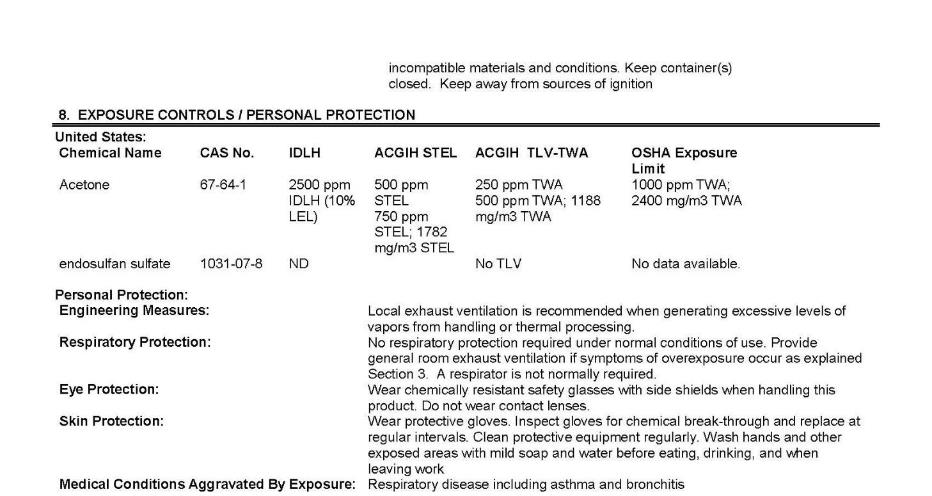 incompatible materials and conditions. Keep container(s)
closed.  Keep away from sources of ignition
8.  EXPOSURE CONTROLS / PERSONAL PROTECTION
United States:
Chemical Name CAS No. IDLH ACGIH STEL ACGIH  TLV-TWA OSHA Exposure
Limit
Acetone 67-64-1 2500 ppm 500 ppm 250 ppm TWA 1000 ppm TWA;
IDLH (10% STEL 500 ppm TWA; 1188 2400 mg/m3 TWA
LEL) 750 ppm mg/m3 TWA
STEL; 1782
mg/m3 STEL
endosulfan sulfate 1031-07-8 ND No TLV No data available.
Personal Protection:
Engineering Measures: Local exhaust ventilation is recommended when generating excessive levels of
vapors from handling or thermal processing.
Respiratory Protection: No respiratory protection required under normal conditions of use. Provide
general room exhaust ventilation if symptoms of overexposure occur as explained
Section 3.  A respirator is not normally required.
Eye Protection: Wear chemically resistant safety glasses with side shields when handling this
product. Do not wear contact lenses.
Skin Protection: Wear protective gloves. Inspect gloves for chemical break-through and replace at
regular intervals. Clean protective equipment regularly. Wash hands and other
exposed areas with mild soap and water before eating, drinking, and when
leaving work
Medical Conditions Aggravated By Exposure: Respiratory disease including asthma and bronchitis